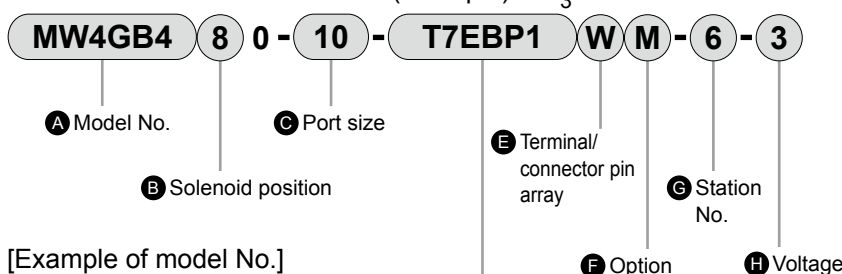 3
MW4GB4 8 0 - 10 - T7EBP1 W M - 6 - 3
A Model No.
C Port size
E Terminal/
connector pin
array
B Solenoid position
G Station
No.
[Example of model No.]
F Option
H Voltage